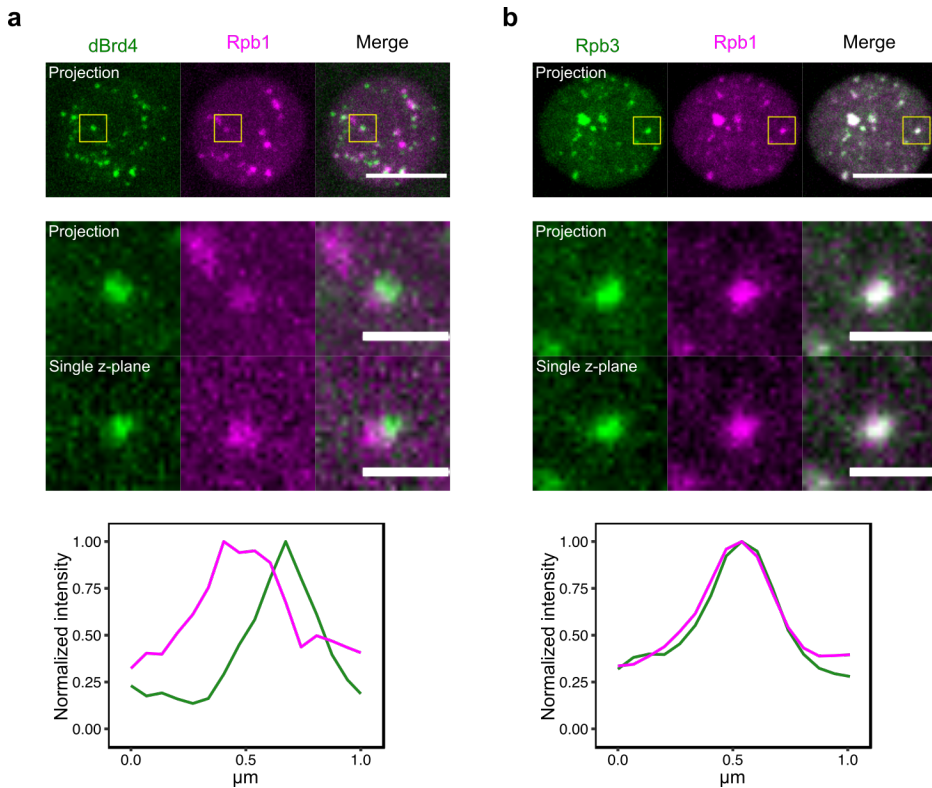 a
dBrd4 Rpb1 Merge
Projection
Projection
Single z-plane
1.00
0.75
0.50
0.25
0.00
Normalized intensity
0.0 0.5 1.0
µm
b
Rpb3 Rpb1 Merge
Projection
Projection
Single z-plane
1.00
0.75
0.50
0.25
0.00
Normalized intensity
0.0 0.5 1.0
µm